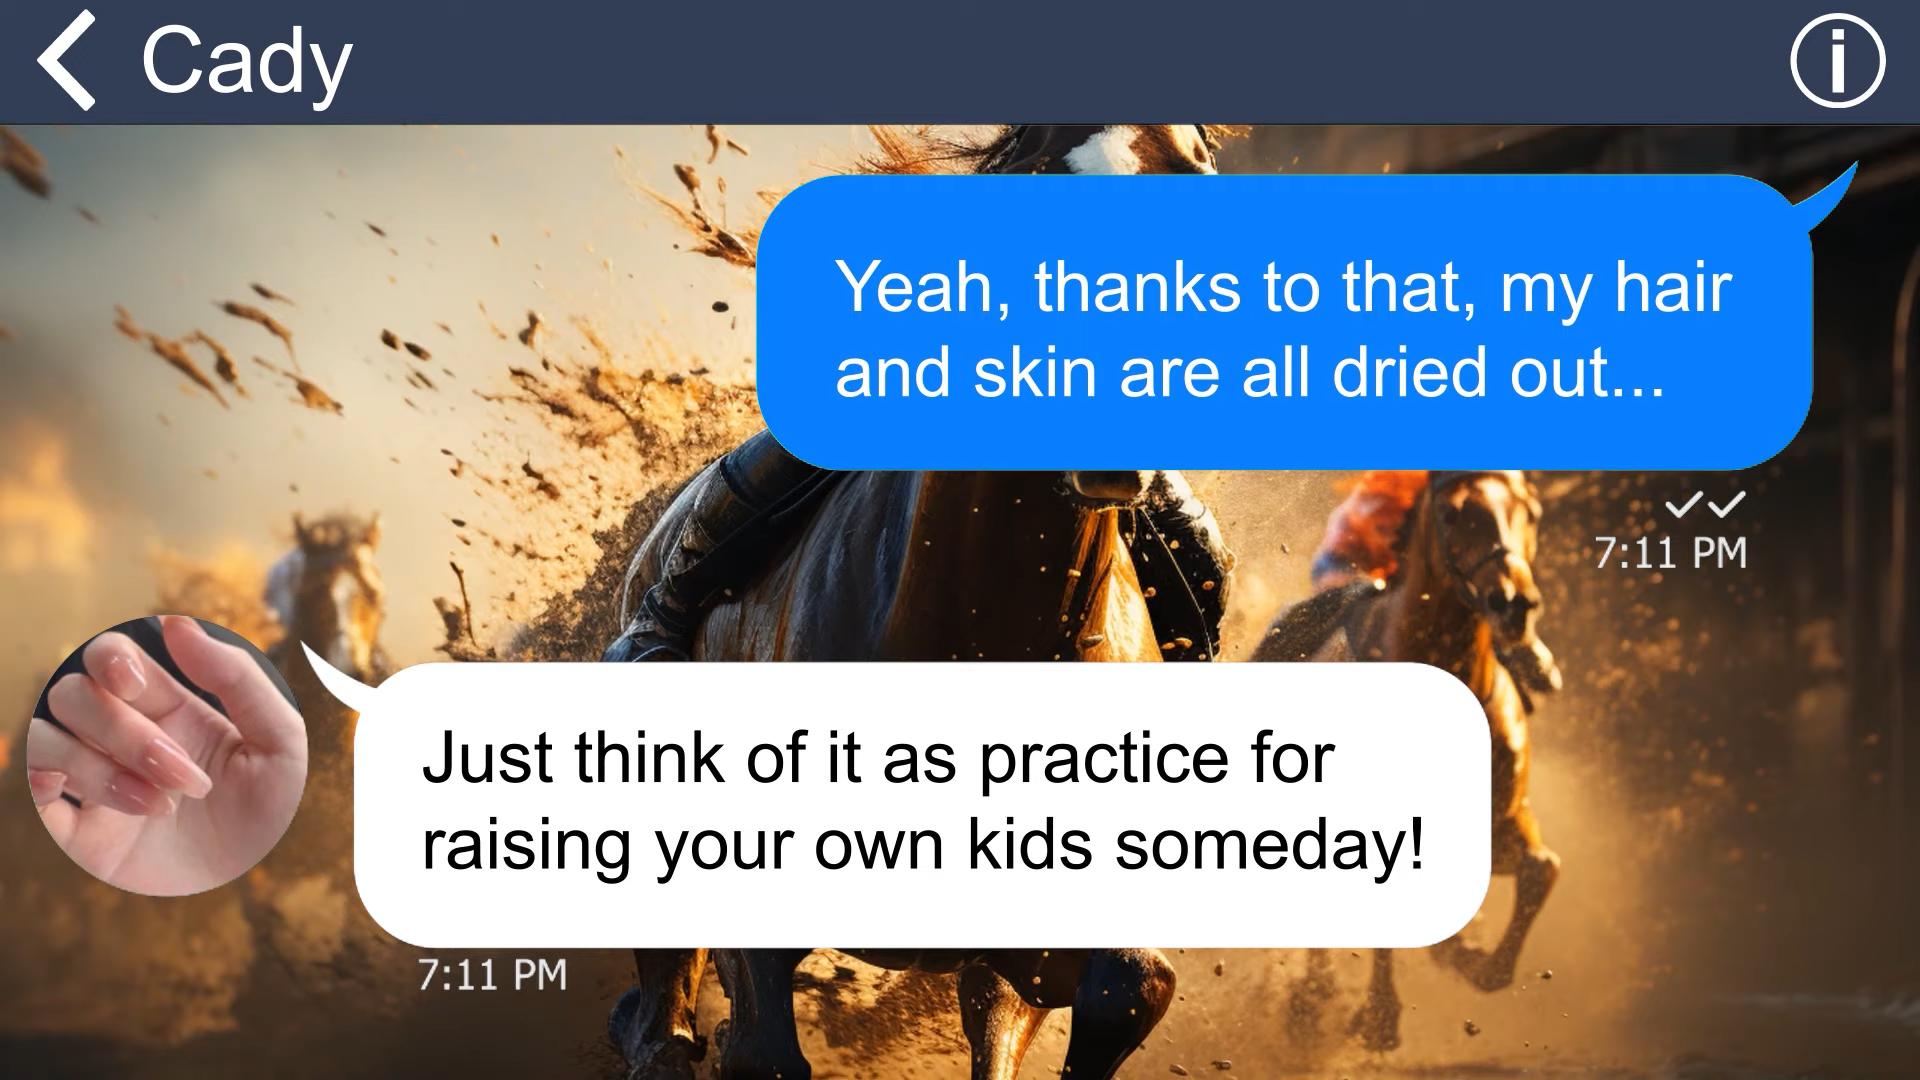 Cady
Yeah, thanks to that, my hair
and skin are all dried out...
7:11 PM
Just think of it as practice for
raising your own kids someday!
7:11 PM